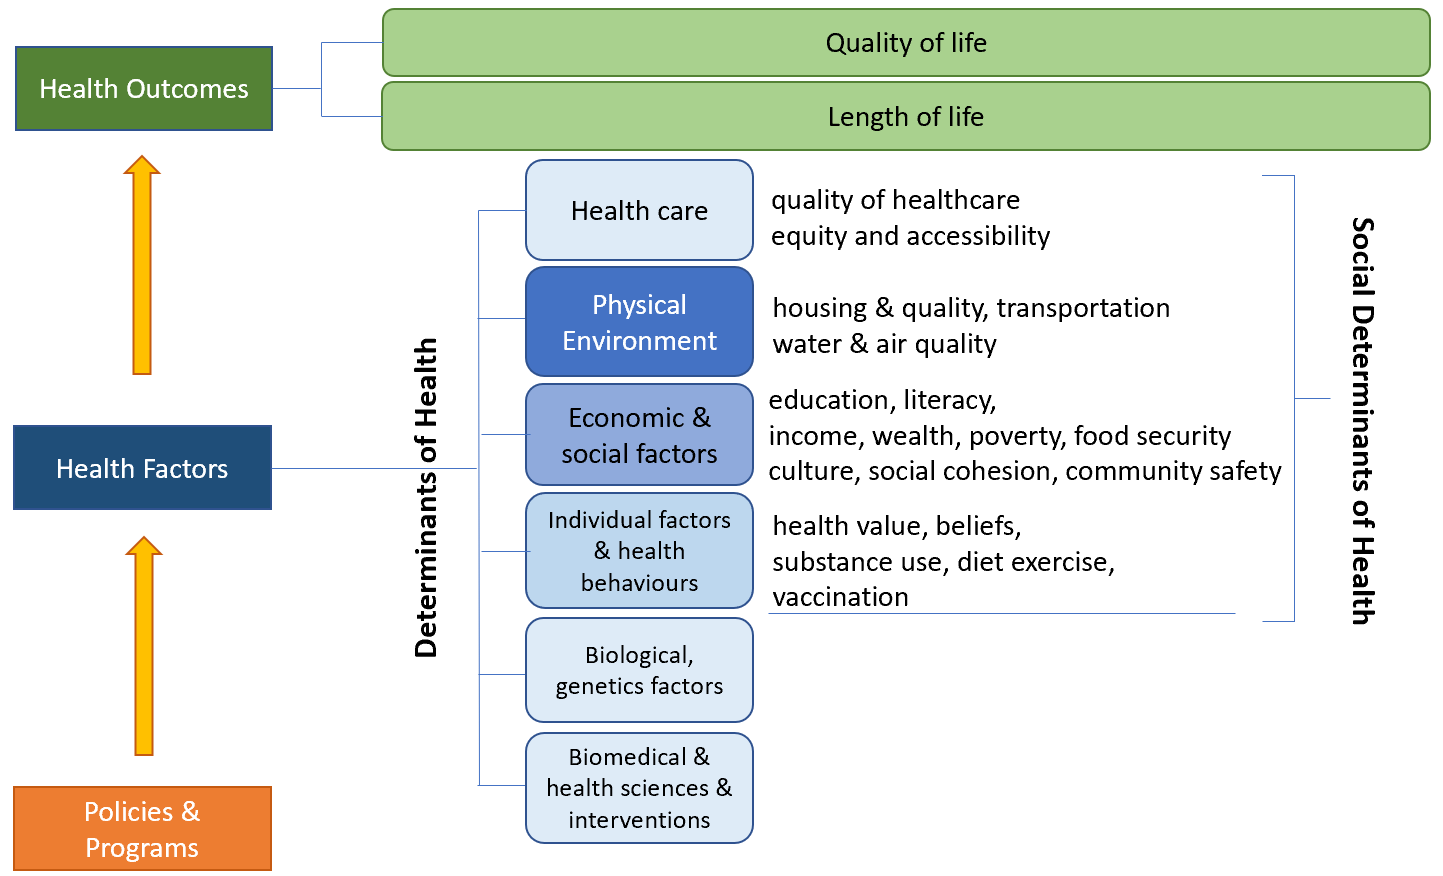 Quality of life
Health Outcomes
Length of life
Health care
quality of healthcare
equity and accessibility
Physical
Environment
housing & quality, transportation
water & air quality
Economic &
social factors
education, literacy,
income, wealth, poverty, food security
culture, social cohesion, community safety
Health Factors
Determinants of Health
Social Determinants of Health
Individual factors
& health
behaviours
health value, beliefs,
substance use, diet exercise,
vaccination
Biological,
genetics factors
Biomedical &
health sciences &
interventions
Policies &
Programs